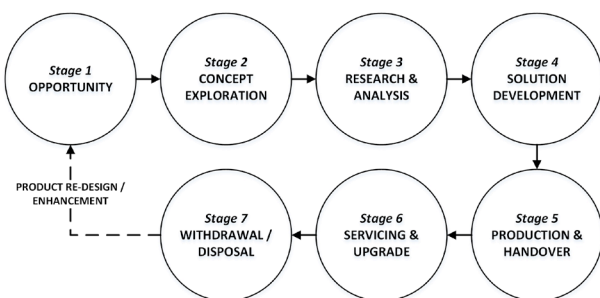 Stage 1
OPPORTUNITY
Stage 2
CONCEPT
EXPLORATION
Stage 3
RESEARCH &
ANALYSIS
Stage 4
SOLUTION
DEVELOPMENT
PRODUCT RE-DESIGN /
ENHANCEMENT
Stage 7
WITHDRAWAL /
DISPOSAL
Stage 6
SERVICING &
UPGRADE
Stage 5
PRODUCTION &
HANDOVER